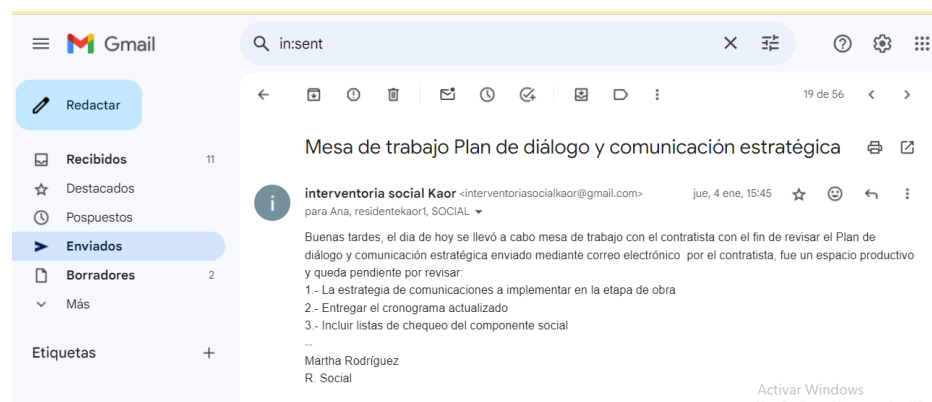 Gmail
in:sent
Redactar
19 de 56
Mesa de trabajo Plan de diálogo y comunicación estratégica
Recibidos 11
Destacados
Pospuestos
Enviados
Borradores 2
Más
Etiquetas
interventoria social Kaor <interventoriasocialkaor@gmail.com> jue, 4 ene, 15:45
i
para Ana, residentekaor1, SOCIAL
Buenas tardes, el dia de hoy se llevó a cabo mesa de trabajo con el contratista con el fin de revisar el Plan de
diálogo y comunicación estratégica enviado mediante correo electrónico por el contratista, fue un espacio productivo
y queda pendiente por revisar:
1.- La estrategia de comunicaciones a implementar en la etapa de obra
2.- Entregar el cronograma actualizado
3.- Incluir listas de chequeo del componente social
--
Martha Rodríguez
R. Social
Activar Windows